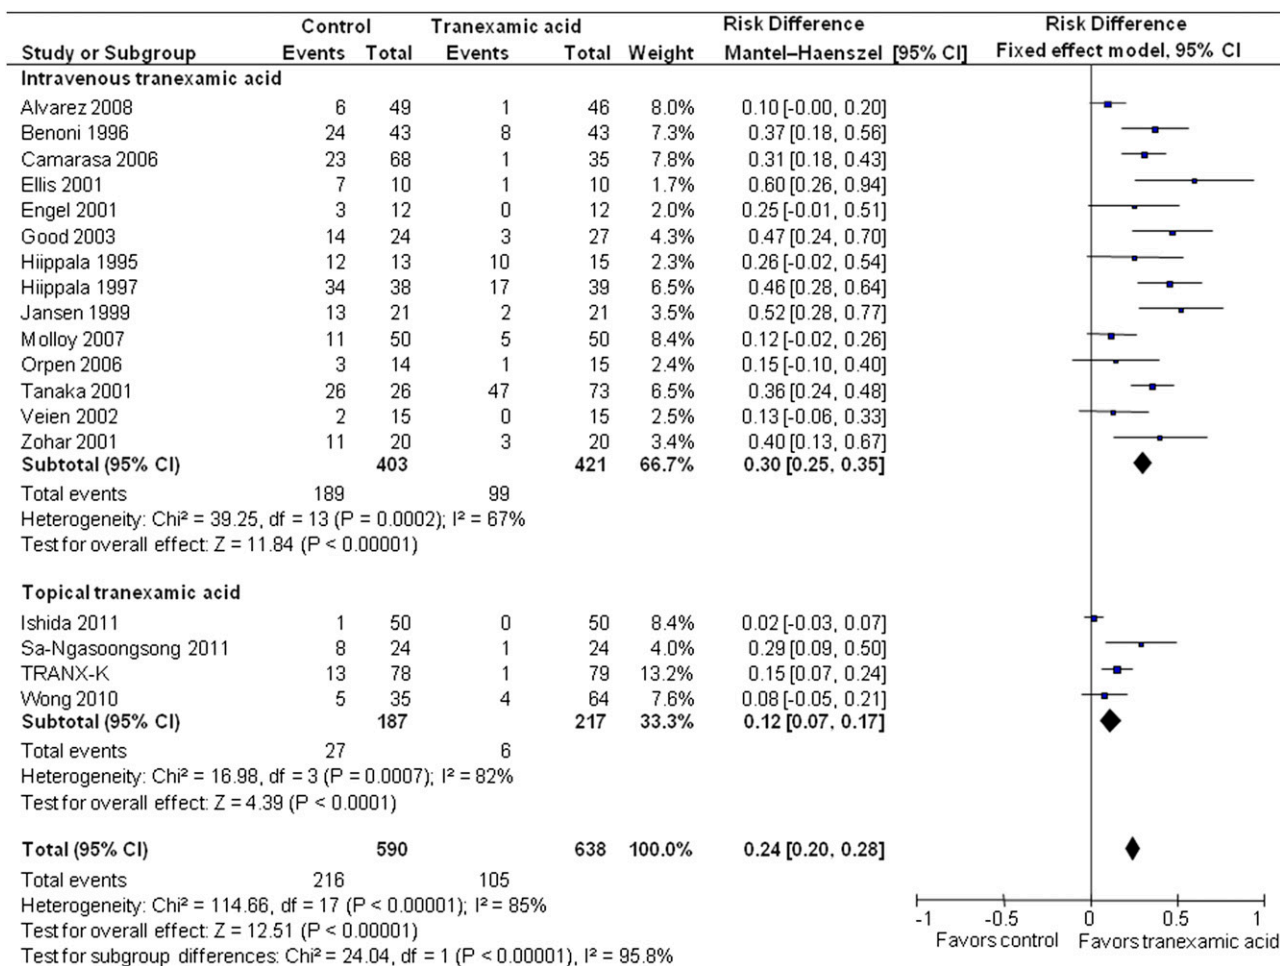 Control Tranexamic acid Risk Difference Risk Difference
Study or Subgroup Events Total Events Total Weight Mantel–Haenszel [95% CI] Fixed effect model, 95% CI
Intravenous tranexamic acid
Alvarez 2008 6 49 1 46 8.0% 0.10 [-0.00, 0.20]
Benoni 1996 24 43 8 43 7.3% 0.37 [0.18, 0.56]
Camarasa 2006 23 68 1 35 7.8% 0.31 [0.18, 0.43]
Ellis 2001 7 10 1 10 1.7% 0.60 [0.26, 0.94]
Engel 2001 3 12 0 12 2.0% 0.25 [-0.01, 0.51]
Good 2003 14 24 3 27 4.3% 0.47 [0.24, 0.70]
Hiippala 1995 12 13 10 15 2.3% 0.26 [-0.02, 0.54]
Hiippala 1997 34 38 17 39 6.5% 0.46 [0.28, 0.64]
Jansen 1999 13 21 2 21 3.5% 0.52 [0.28, 0.77]
Molloy 2007 11 50 5 50 8.4% 0.12 [-0.02, 0.26]
Orpen 2006 3 14 1 15 2.4% 0.15 [-0.10, 0.40]
Tanaka 2001 26 26 47 73 6.5% 0.36 [0.24, 0.48]
Veien 2002 2 15 0 15 2.5% 0.13 [-0.06, 0.33]
Zohar 2001 11 20 3 20 3.4% 0.40 [0.13, 0.67]
Subtotal (95% CI) 403 421 66.7% 0.30 [0.25, 0.35]
Total events 189 99
Heterogeneity: Chi² = 39.25, df = 13 (P = 0.0002); I² = 67%
Test for overall effect: Z = 11.84 (P < 0.00001)
Topical tranexamic acid
Ishida 2011 1 50 0 50 8.4% 0.02 [-0.03, 0.07]
Sa-Ngasoongsong 2011 8 24 1 24 4.0% 0.29 [0.09, 0.50]
TRANX-K 13 78 1 79 13.2% 0.15 [0.07, 0.24]
Wong 2010 5 35 4 64 7.6% 0.08 [-0.05, 0.21]
Subtotal (95% CI) 187 217 33.3% 0.12 [0.07, 0.17]
Total events 27 6
Heterogeneity: Chi² = 16.98, df = 3 (P = 0.0007); I² = 82%
Test for overall effect: Z = 4.39 (P < 0.0001)
Total (95% CI) 590 638 100.0% 0.24 [0.20, 0.28]
Total events 216 105
Heterogeneity: Chi² = 114.66, df = 17 (P < 0.00001); I² = 85%
Test for overall effect: Z = 12.51 (P < 0.00001)
Test for subgroup differences: Chi² = 24.04, df = 1 (P < 0.00001), I² = 95.8%
-1 -0.5 0 0.5 1
Favors control Favors tranexamic acid